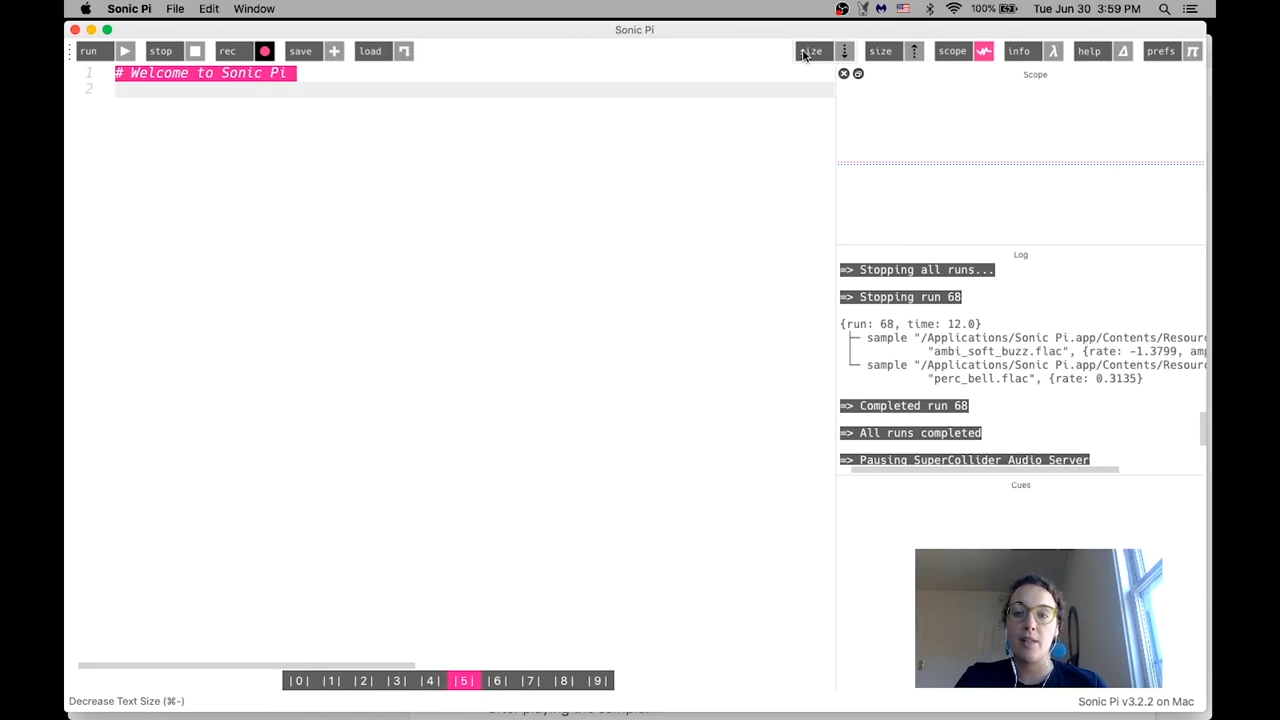 Sonic Pi File Edit Window 100% Tue Jun 30 3:59 PM
Sonic Pi
run stop rec save load size size scope info help prefs
1 # Welcome to Sonic Pi
2
Scope
Log
=> Stopping all runs...
=> Stopping run 68
{run: 68, time: 12.0}
sample "/Applications/Sonic Pi.app/Contents/Resour
"ambi_soft_buzz.flac", {rate: -1.3799, am
sample "/Applications/Sonic Pi.app/Contents/Resour
"perc_bell.flac", {rate: 0.3135}
=> Completed run 68
=> All runs completed
=> Pausing SuperCollider Audio Server
Cues
|0| |1| |2| |3| |4| |5| |6| |7| |8| |9|
Decrease Text Size (⌘-)
Sonic Pi v3.2.2 on Mac